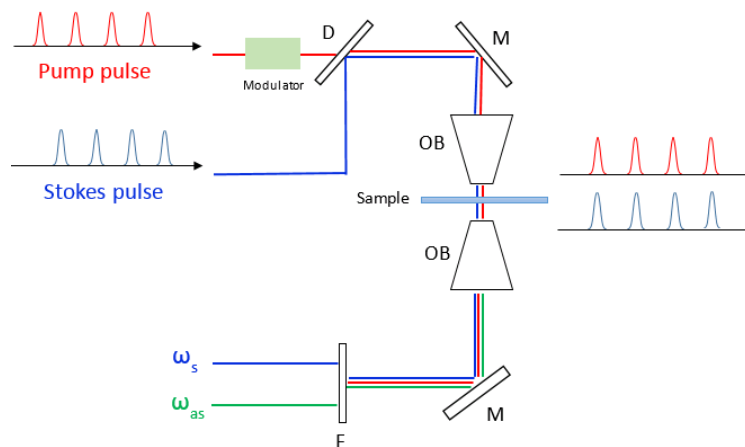 Pump pulse
Modulator
D
M
Stokes pulse
OB
Sample
OB
ωs
ωas
F
M